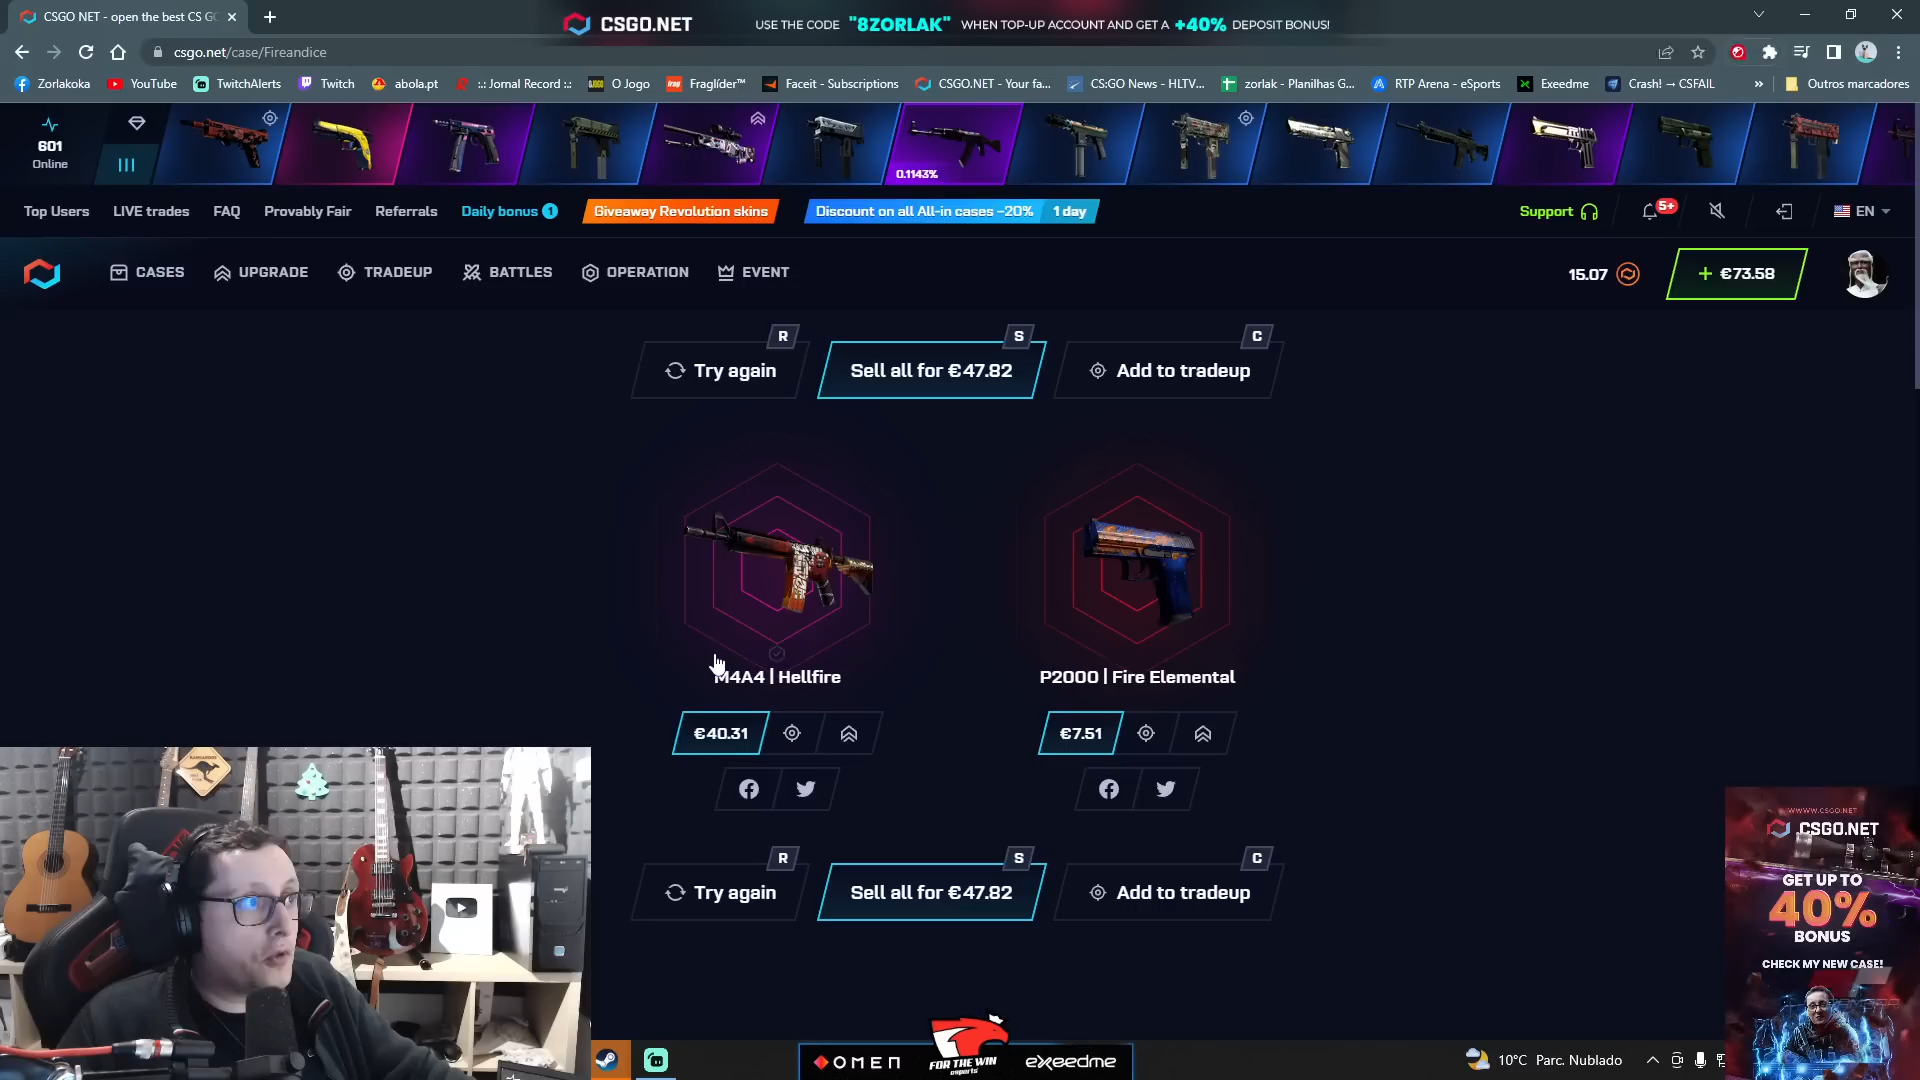 CSGO NET - open the best CS GO
CSGO.NET
USE THE CODE "8ZORLAK" WHEN TOP-UP ACCOUNT AND GET A +40% DEPOSIT BONUS!
csgo.net/case/Fireandice
Zorlakoka
YouTube
TwitchAlerts
Twitch
abola.pt
::: Jornal Record :::
O Jogo
Fraglíder™
Faceit - Subscriptions
CSGO.NET - Your fa...
CS:GO News - HLTV...
zorlak - Planilhas G...
RTP Arena - eSports
Exeedme
Crash! → CSFAIL
»
Outros marcadores
601
Online
0.1143%
Top Users
LIVE trades
FAQ
Provably Fair
Referrals
Daily bonus 1
Giveaway Revolution skins
Discount on all All-in cases -20% 1 day
Support
5+
EN
CASES
UPGRADE
TRADEUP
BATTLES
OPERATION
EVENT
15.07
+ €73.58
R
Try again
S
Sell all for €47.82
C
Add to tradeup
M4A4 | Hellfire
P2000 | Fire Elemental
€40.31
€7.51
R
Try again
S
Sell all for €47.82
C
Add to tradeup
KANGAROOS
WWWW.CSGO.NET
CSGO.NET
GET UP TO
40%
BONUS
CHECK MY NEW CASE!
OMEN
FOR THE WIN
esports
exeedme
10°C Parc. Nublado